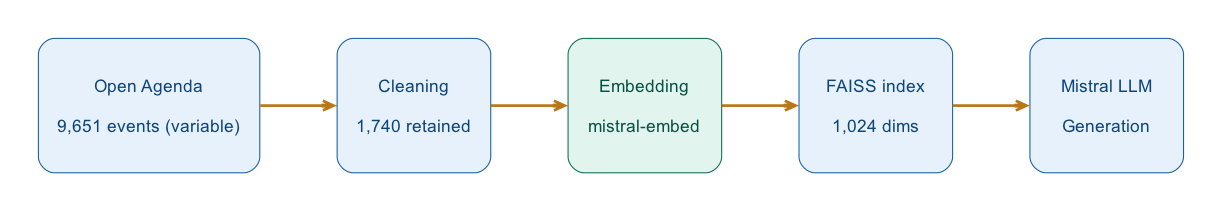 Open Agenda
9,651 events (variable)
Cleaning
1,740 retained
Embedding
mistral-embed
FAISS index
1,024 dims
Mistral LLM
Generation